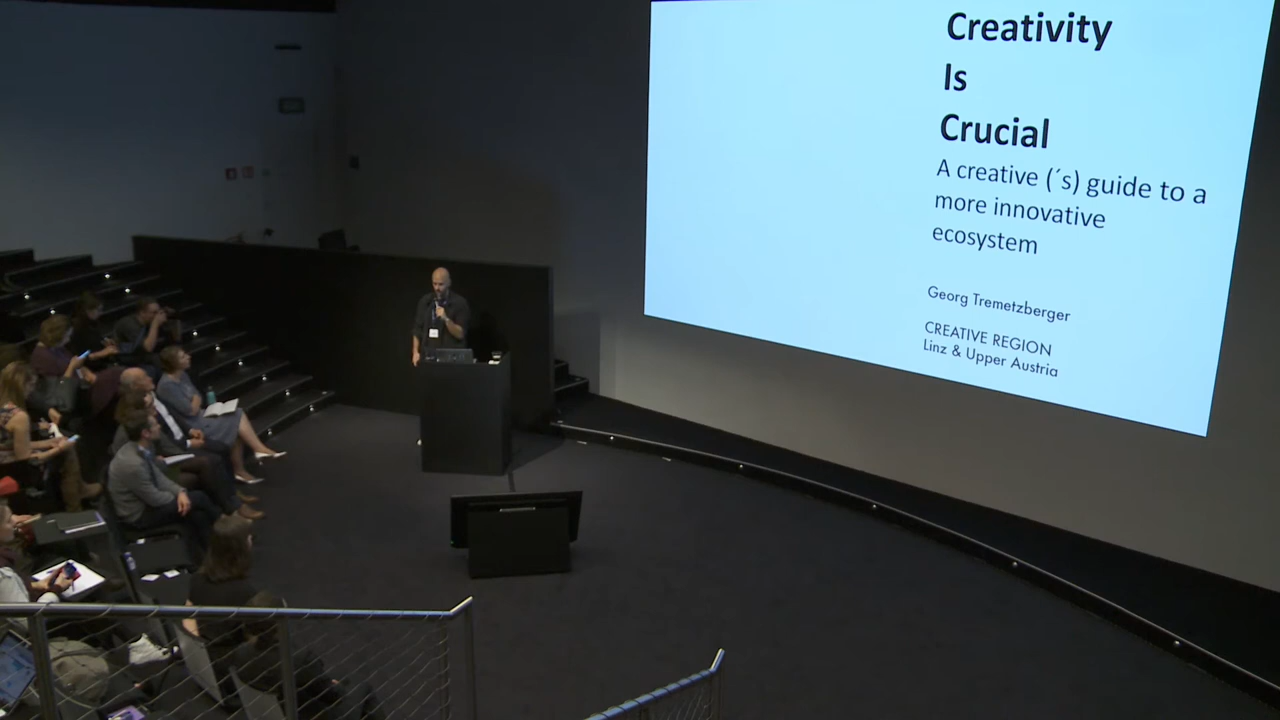 Creativity
Is
Crucial
A creative (´s) guide to a
more innovative
ecosystem
Georg Tremetzberger
CREATIVE REGION
Linz & Upper Austria